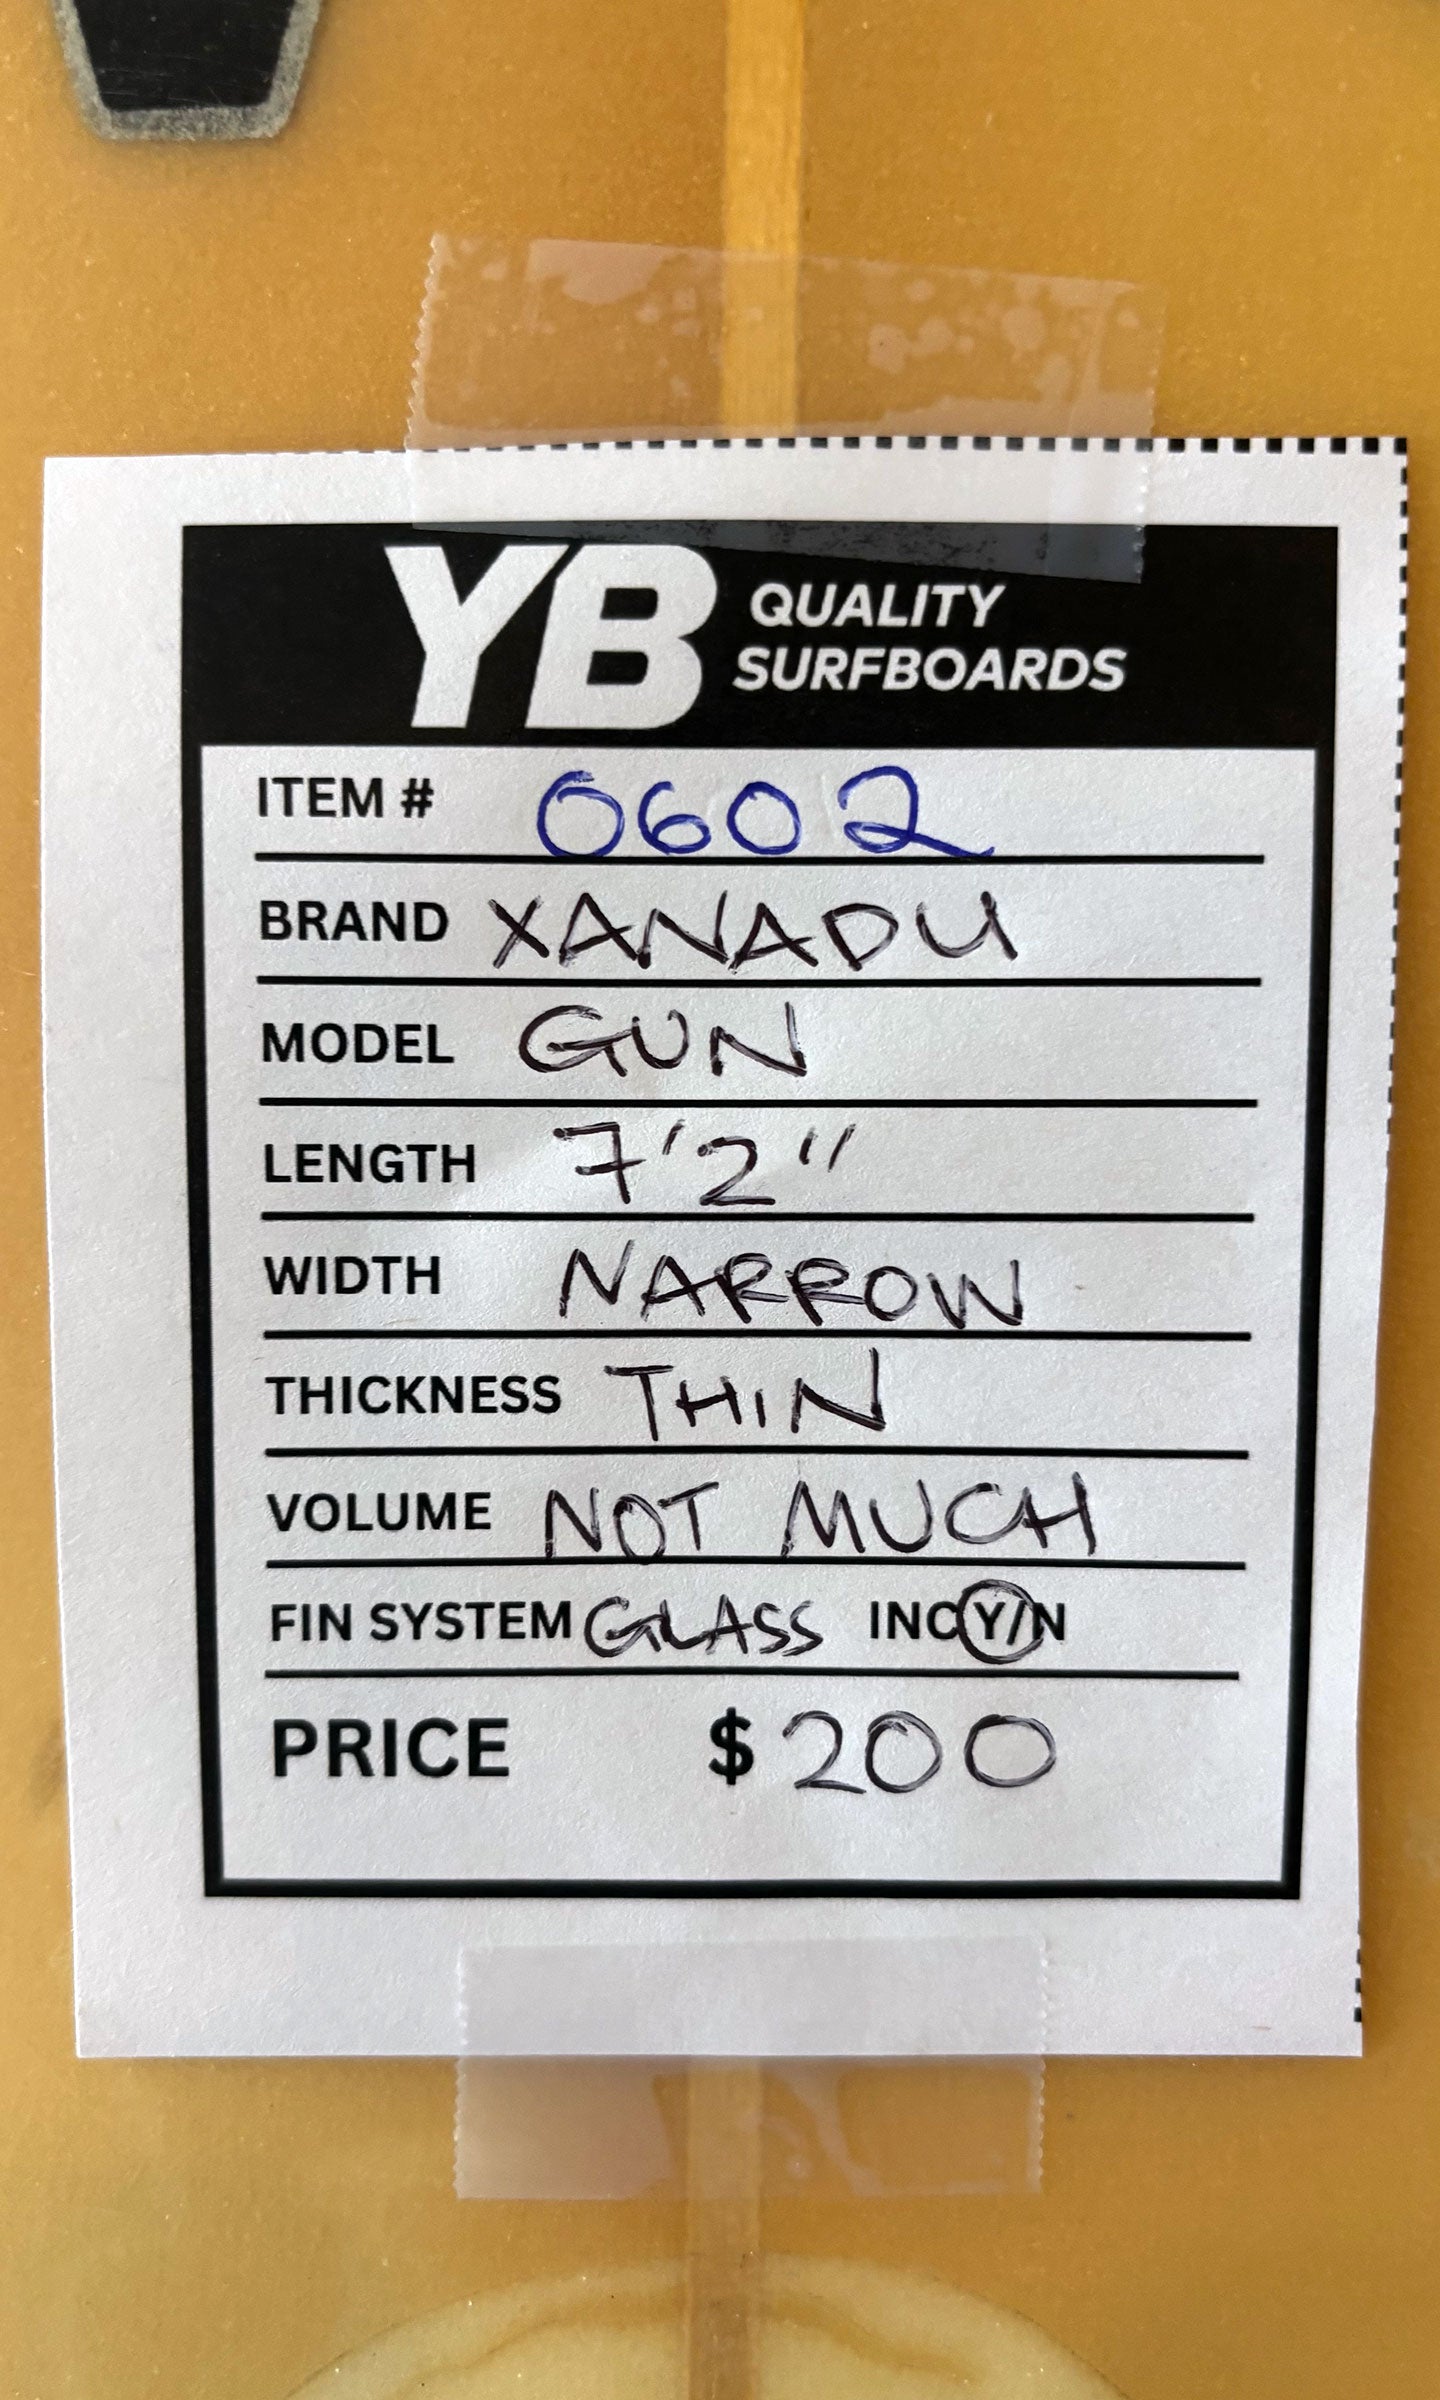 YB QUALITY
SURFBOARDS
ITEM # 0602
BRAND XANADU
MODEL GUN
LENGTH 7'2"
WIDTH NARROW
THICKNESS THIN
VOLUME NOT MUCH
FIN SYSTEM GLASS INC Y/N
PRICE $200